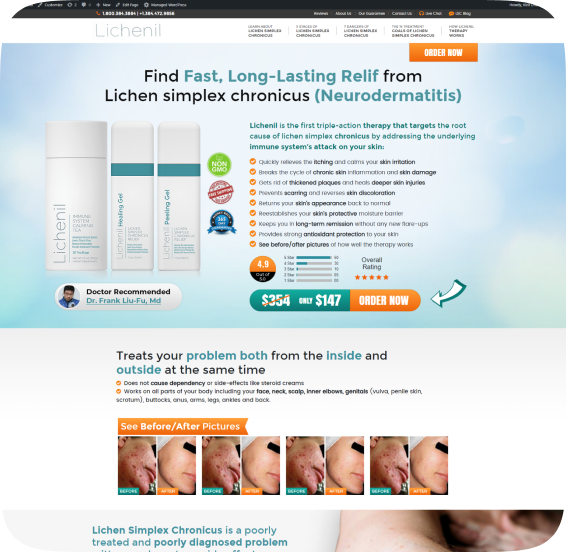 Customize 7 0 New Edit Page Managed WordPress
1.800.384.3884 | +1.384.472.9836
Reviews About Us Our Guarantee Contact Us Live Chat LSC Blog
Lichenil
LEARN ABOUT
LICHEN SIMPLEX
CHRONICUS
3 STAGES OF
LICHEN SIMPLEX
CHRONICUS
7 DANGERS OF
LICHEN SIMPLEX
CHRONICUS
THE 15 TREATMENT
GOALS OF LICHEN
SIMPLEX CHRONICUS
HOW LICHENIL
THERAPY
WORKS
ORDER NOW
Find Fast, Long-Lasting Relif from
Lichen simplex chronicus (Neurodermatitis)
Lichenil is the first triple-action therapy that targets the root
cause of lichen simplex chronicus by addressing the underlying
immune system's attack on your skin:
Quickly relieves the itching and calms your skin irritation
Breaks the cycle of chronic skin inflammation and skin damage
Gets rid of thickened plaques and heals deeper skin injuries
Prevents scarring and reverses skin discoloration
Returns your skin's appearance back to normal
Reestablishes your skin's protective moisture barrier
Keeps you in long-term remission without any new flare-ups
Provides strong antioxidant protection to your skin
See before/after pictures of how well the therapy works
Lichenil
IMMUNE
SYSTEM
CALMING
TEA
Lichenil Healing Gel
Lichenil Peeling Gel
NON
GMO
FREE SHIPPING
365
4.9
Out of
5.0
5 Star
4 Star
3 Star
2 Star
1 Star
Overall
Rating
Doctor Recommended
Dr. Frank Liu-Fu, Md
$354 ONLY $147 ORDER NOW
Treats your problem both from the inside and
outside at the same time
Does not cause dependency or side-effects like steroid creams
Works on all parts of your body including your face, neck, scalp, inner elbows, genitals (vulva, penile skin,
scrotum), buttocks, anus, arms, legs, ankles and back.
See Before/After Pictures
BEFORE AFTER BEFORE AFTER BEFORE AFTER BEFORE AFTER
Lichen Simplex Chronicus is a poorly
treated and poorly diagnosed problem